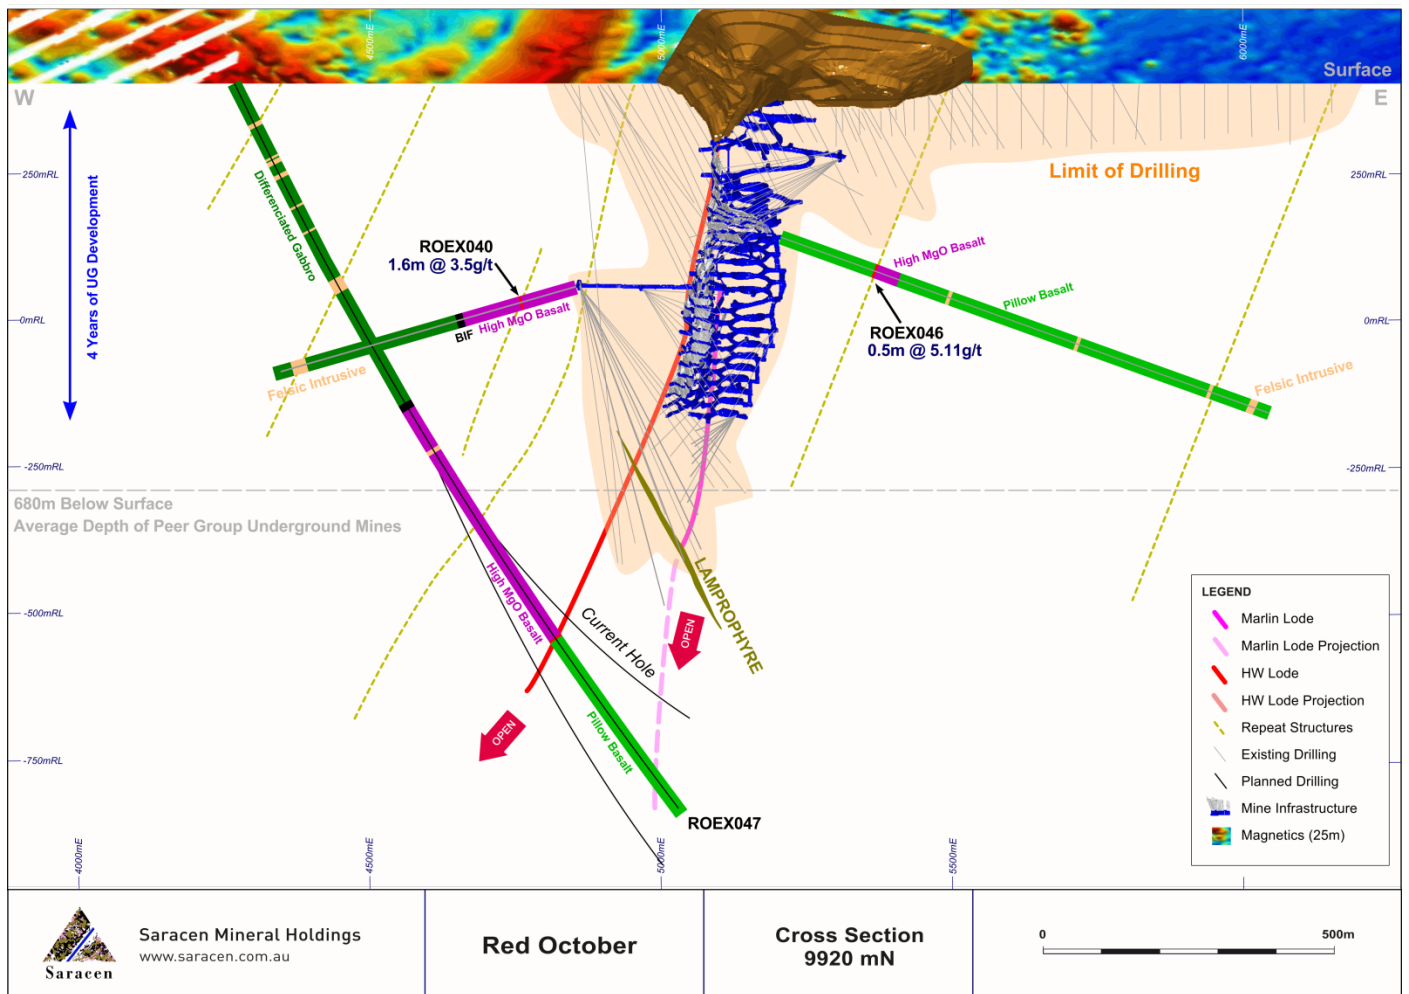 4500mE
5000mE
6000mE
Surface
W
E
4 Years of UG Development
250mRL
250mRL
Limit of Drilling
Differenciated Gabbro
ROEX040
1.6m @ 3.5g/t
High MgO Basalt
BIF
High MgO Basalt
Pillow Basalt
ROEX046
0.5m @ 5.11g/t
0mRL
0mRL
Felsic Intrusive
Felsic Intrusive
-250mRL
-250mRL
680m Below Surface
Average Depth of Peer Group Underground Mines
LAMPROPHYRE
High MgO Basalt
Current Hole
OPEN
OPEN
-500mRL
Pillow Basalt
-750mRL
ROEX047
4000mE
4500mE
5000mE
5500mE
LEGEND
Marlin Lode
Marlin Lode Projection
HW Lode
HW Lode Projection
Repeat Structures
Existing Drilling
Planned Drilling
Mine Infrastructure
Magnetics (25m)
Saracen
Saracen Mineral Holdings
www.saracen.com.au
Red October
Cross Section
9920 mN
0
500m